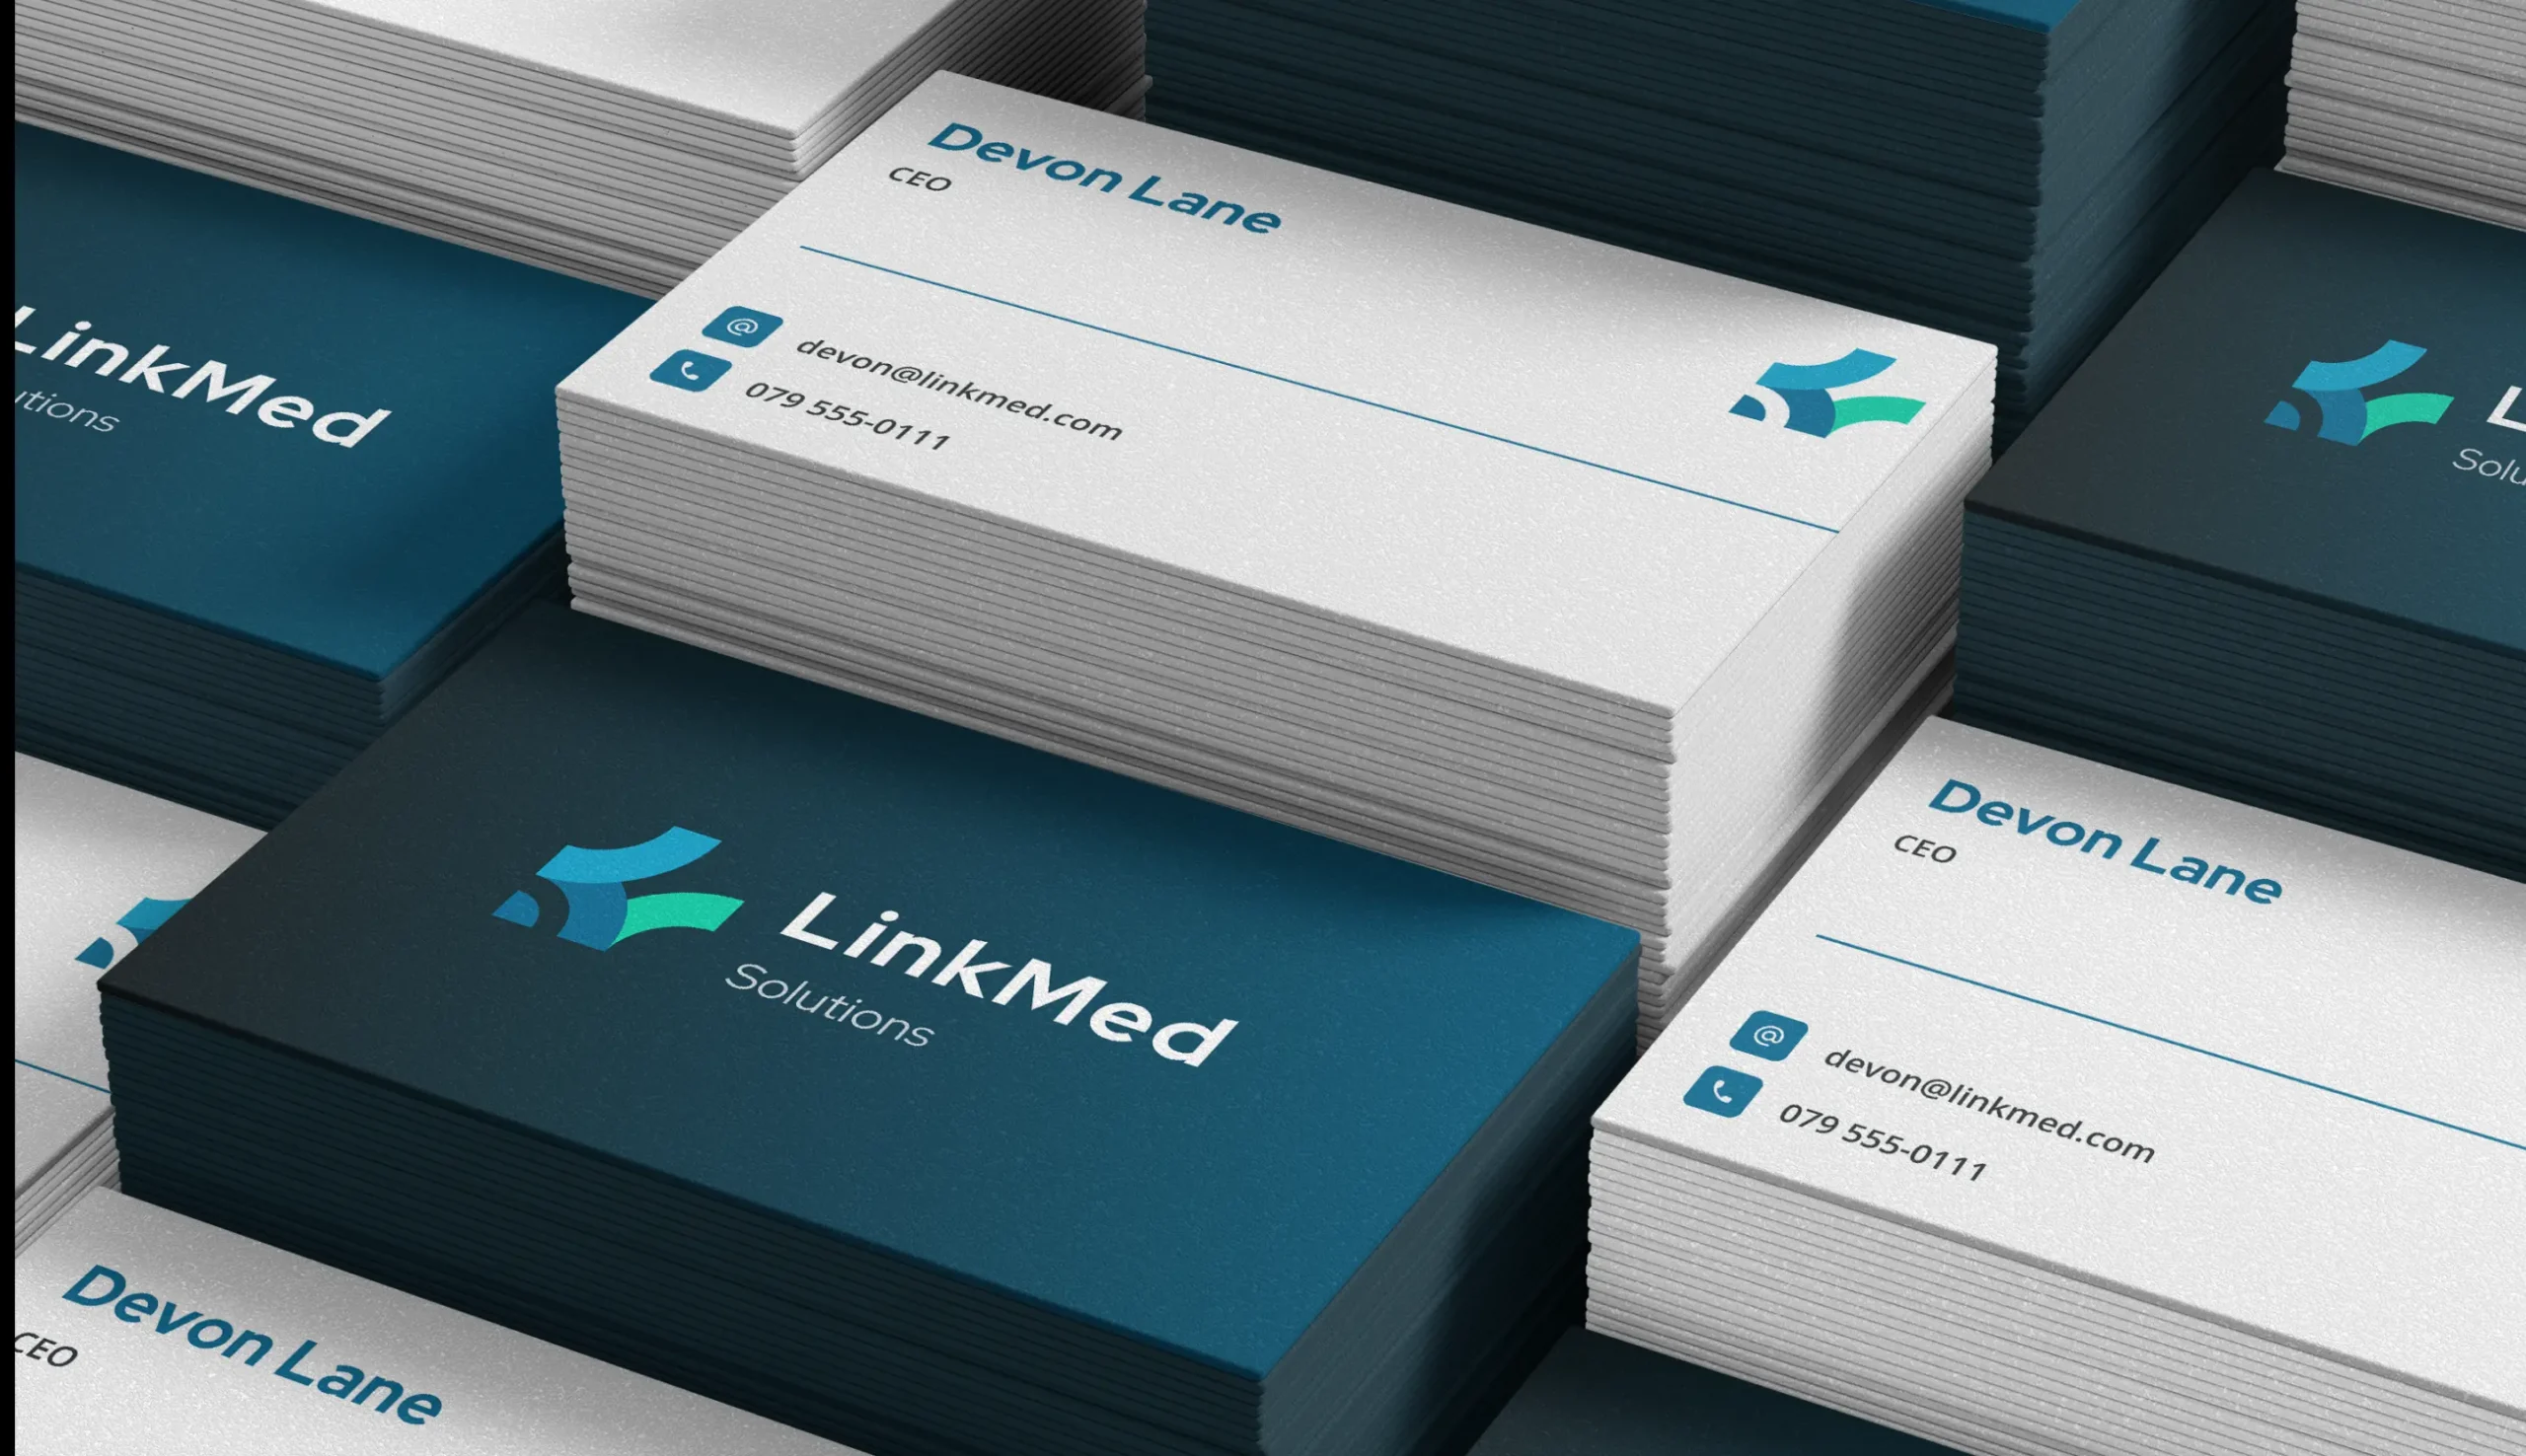 Devon Lane
CEO
@
devon@linkmed.com
079 555-0111
LinkMed
LinkMed
Solutions
Devon Lane
CEO
@
devon@linkmed.com
079 555-0111
Devon Lane
CEO